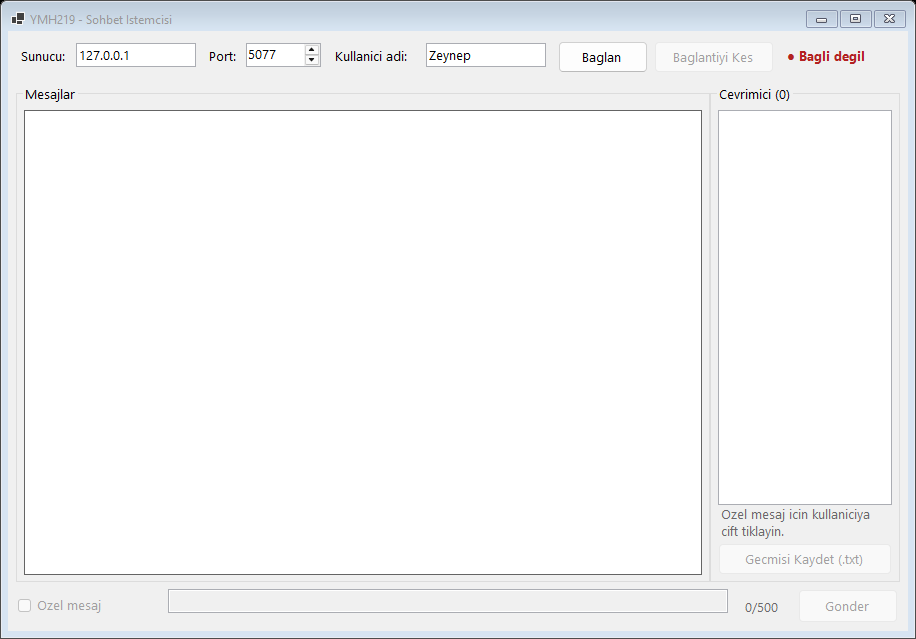 YMH219 - Sohbet Istemcisi
Sunucu: 127.0.0.1 Port: 5077 Kullanici adi: Zeynep Baglan Baglantiyi Kes ● Bagli degil
Mesajlar
Cevrimici (0)
Ozel mesaj icin kullaniciya
cift tiklayin.
Gecmisi Kaydet (.txt)
Ozel mesaj 0/500 Gonder